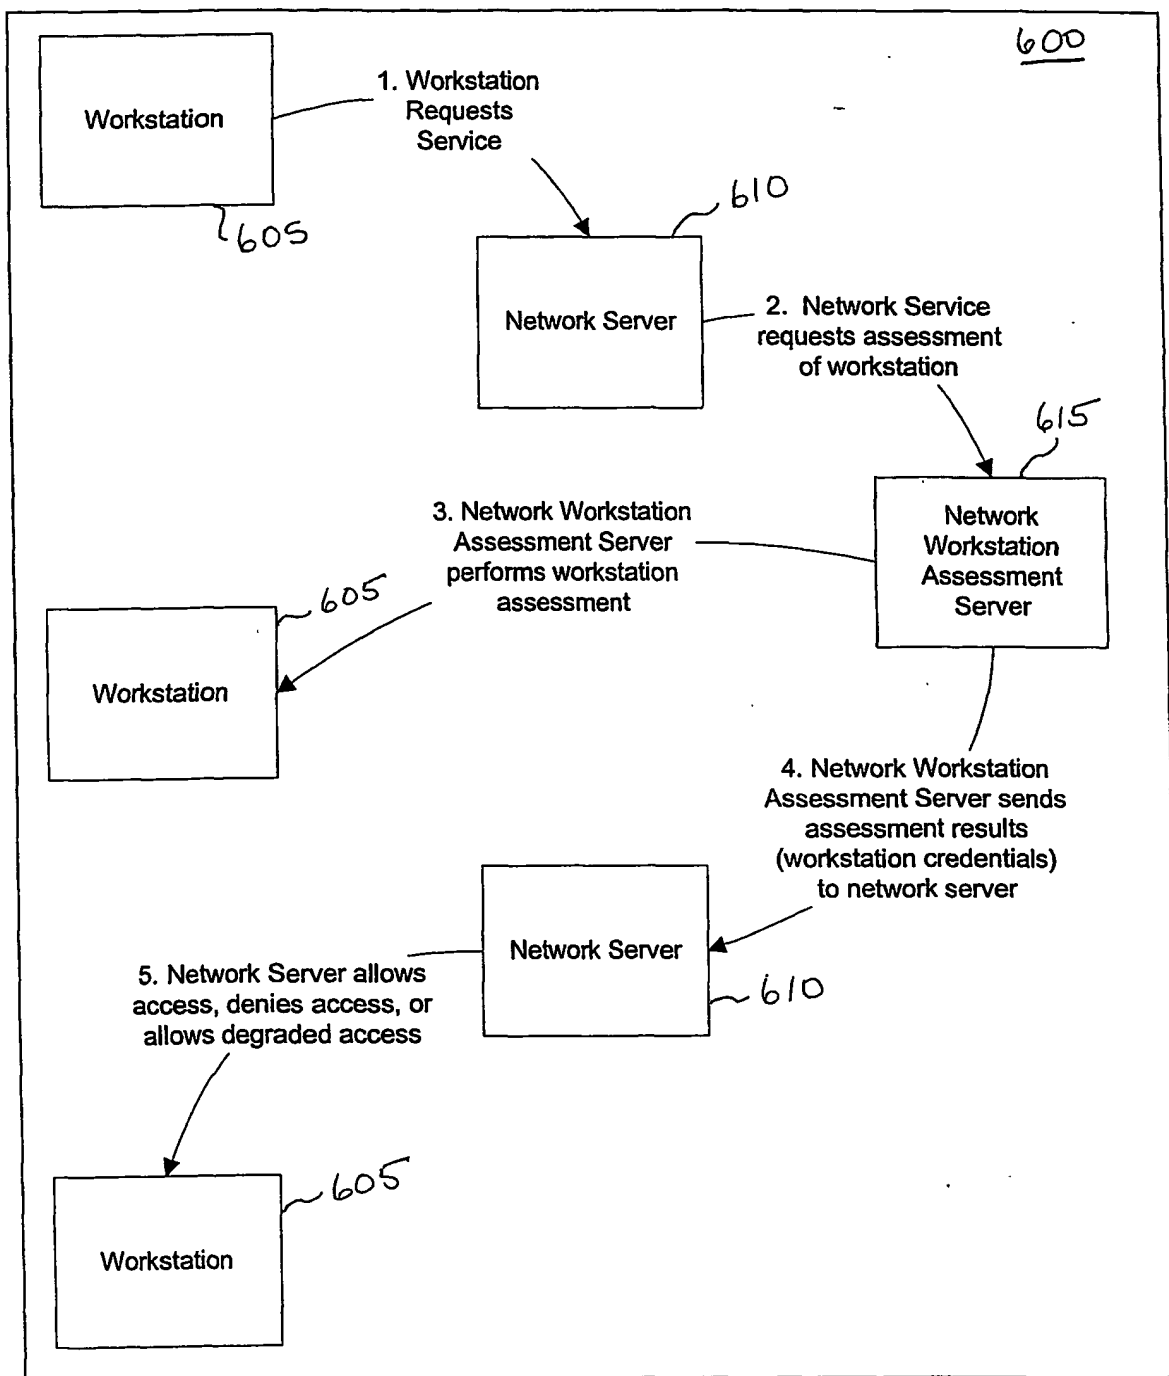 600
Workstation
1. Workstation
Requests
Service
605
610
Network Server
2. Network Service
requests assessment
of workstation
615
Network
Workstation
Assessment
Server
3. Network Workstation
Assessment Server
performs workstation
assessment
605
Workstation
4. Network Workstation
Assessment Server sends
assessment results
(workstation credentials)
to network server
Network Server
610
5. Network Server allows
access, denies access, or
allows degraded access
605
Workstation